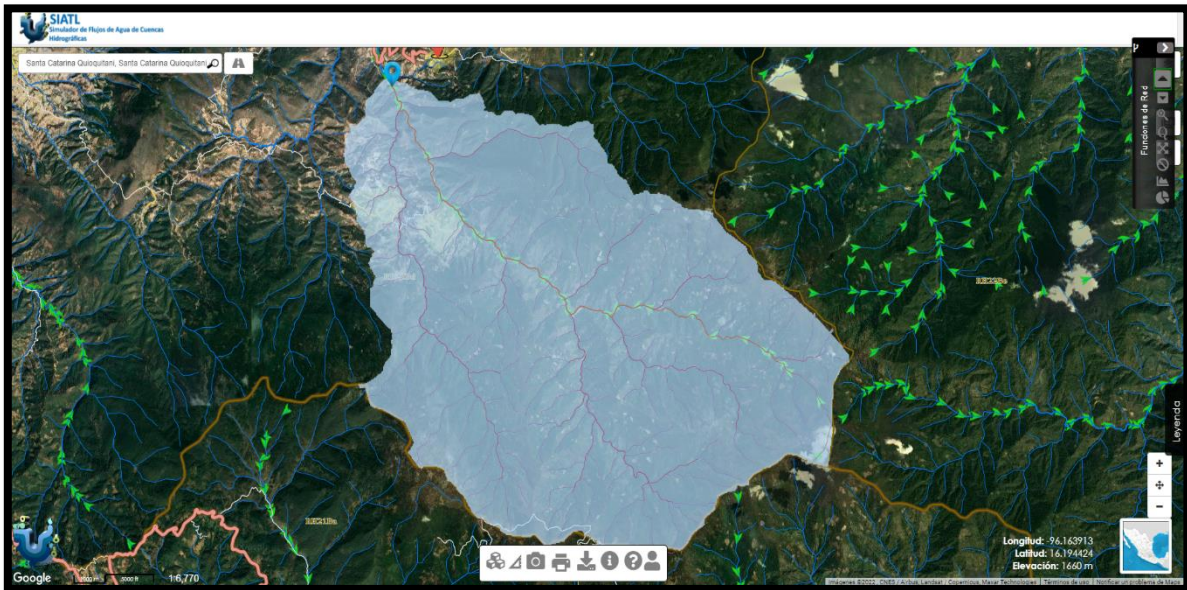 SIATL
Simulador de Flujos de Agua de Cuencas
Hidrográficas
Santa Catarina Quioquitani, Santa Catarina Quioquitani,
Funciones de Red
Leyenda
Longitud: -96.163913
Latitud: 16.194424
Elevación: 1660 m
Google
5000 ft
1:6,770
Imágenes ©2022, CNES / Airbus, Landsat / Copernicus, Maxar Technologies
Términos de uso
Notificar un problema de Maps